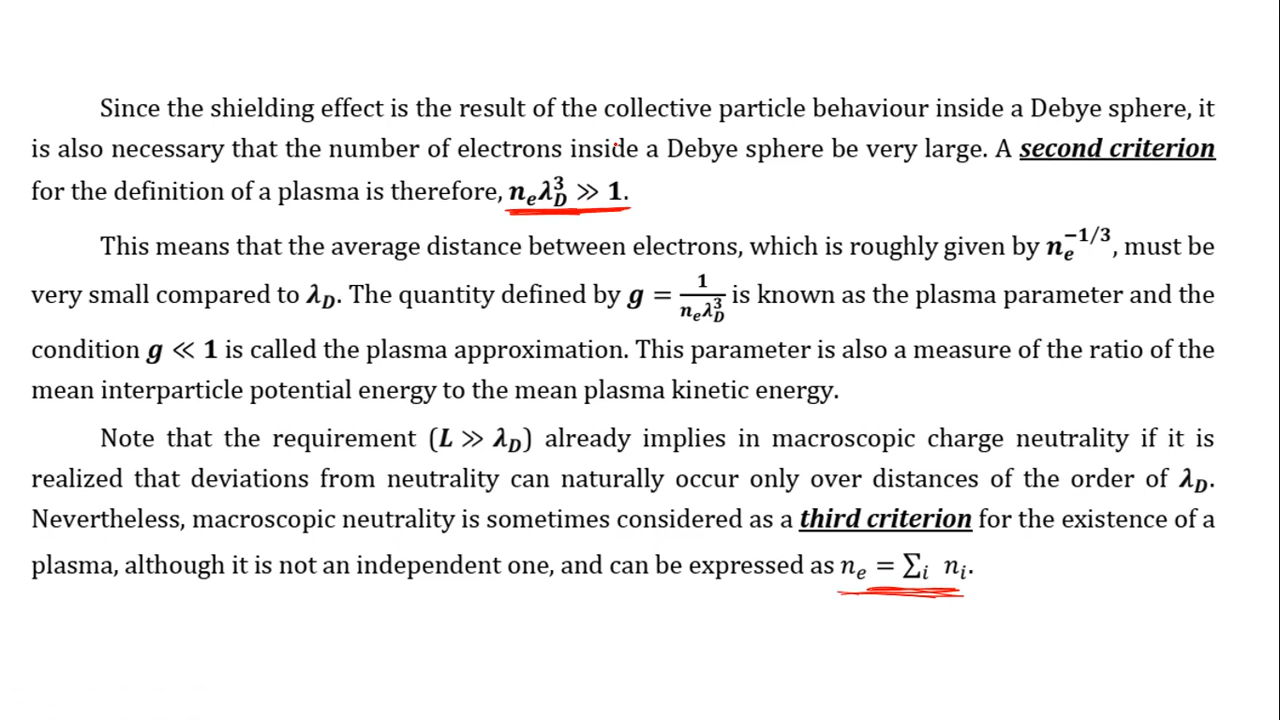 Since the shielding effect is the result of the collective particle behaviour inside a Debye sphere, it
is also necessary that the number of electrons inside a Debye sphere be very large. A second criterion
for the definition of a plasma is therefore, nₑλ_D³ ≫ 1.
This means that the average distance between electrons, which is roughly given by nₑ^(−1/3), must be
very small compared to λ_D. The quantity defined by g = 1/(nₑλ_D³) is known as the plasma parameter and the
condition g ≪ 1 is called the plasma approximation. This parameter is also a measure of the ratio of the
mean interparticle potential energy to the mean plasma kinetic energy.
Note that the requirement (L ≫ λ_D) already implies in macroscopic charge neutrality if it is
realized that deviations from neutrality can naturally occur only over distances of the order of λ_D.
Nevertheless, macroscopic neutrality is sometimes considered as a third criterion for the existence of a
plasma, although it is not an independent one, and can be expressed as nₑ = ∑ᵢ nᵢ.